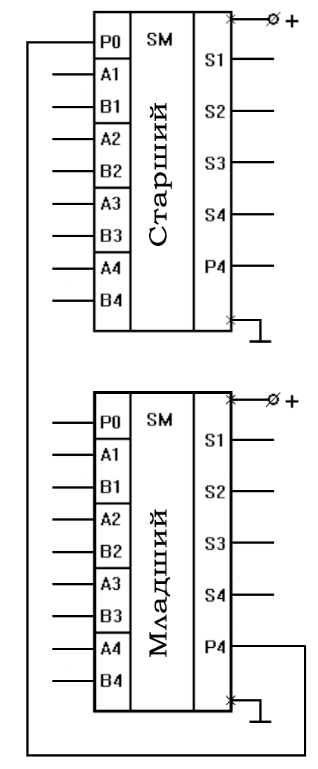 P0 SM +
A1 S1
B1
A2 S2
B2
A3 S3
B3
A4 S4
B4 P4
Старший
P0 SM +
A1 S1
B1
A2 S2
B2
A3 S3
B3
A4 S4
B4 P4
Младший